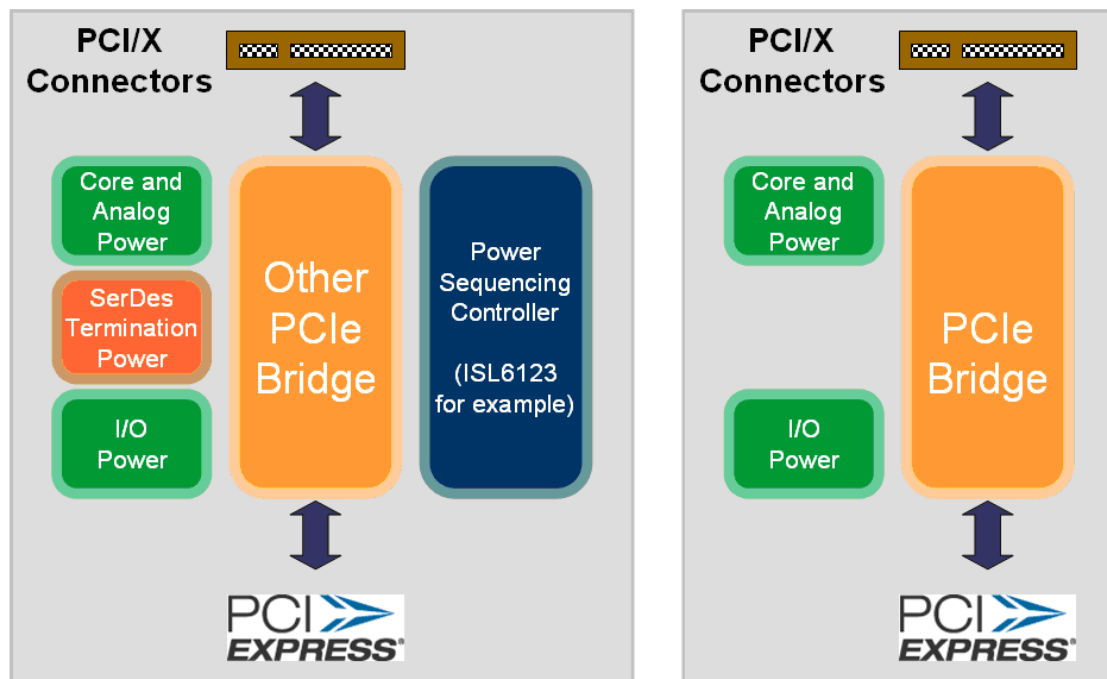 PCI/X
Connectors
Core and
Analog
Power
SerDes
Termination
Power
I/O
Power
Other
PCIe
Bridge
Power
Sequencing
Controller
(ISL6123
for example)
PCI
EXPRESS®
PCI/X
Connectors
Core and
Analog
Power
I/O
Power
PCIe
Bridge
PCI
EXPRESS®